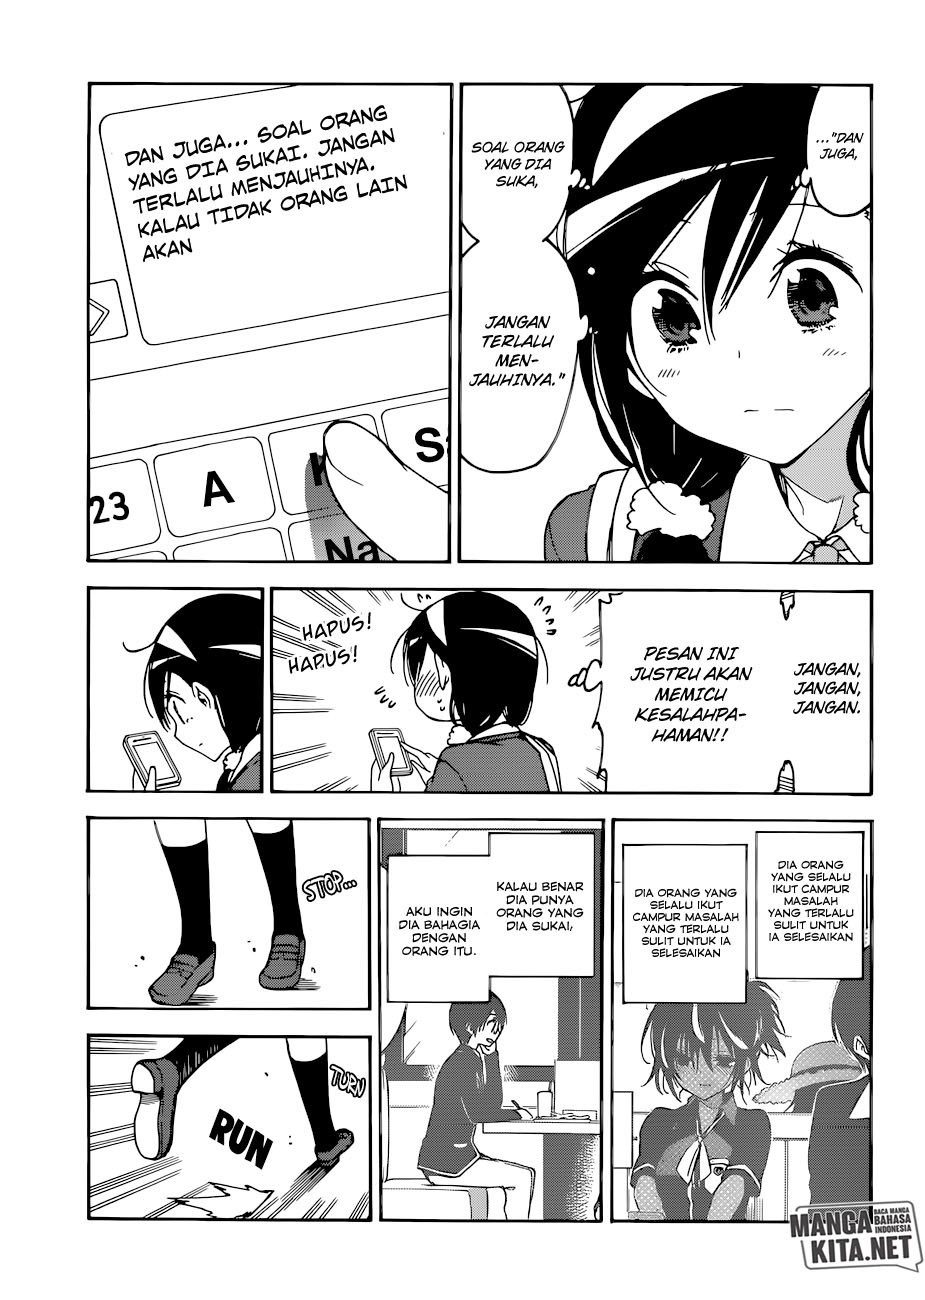 ..."DAN
JUGA,
SOAL ORANG
YANG DIA
SUKA,
JANGAN
TERLALU
MEN-
JAUHINYA."
DAN JUGA... SOAL ORANG
YANG DIA SUKAI. JANGAN
TERLALU MENJAUHINYA.
KALAU TIDAK ORANG LAIN
AKAN
23 A K Sa
Na
JANGAN,
JANGAN,
JANGAN.
PESAN INI
JUSTRU AKAN
MEMICU
KESALAHPA-
HAMAN!!
HAPUS!
HAPUS!
DIA ORANG
YANG SELALU
IKUT CAMPUR
MASALAH
YANG TERLALU
SULIT UNTUK IA
SELESAIKAN
DIA ORANG YANG
SELALU IKUT
CAMPUR MASALAH
YANG TERLALU
SULIT UNTUK IA
SELESAIKAN
KALAU BENAR
DIA PUNYA
ORANG YANG
DIA SUKAI,
AKU INGIN
DIA BAHAGIA
DENGAN
ORANG ITU.
STOP...
TURN
RUN
MANGA
KITA.NET
BACA MANGA
BAHASA
INDONESIA